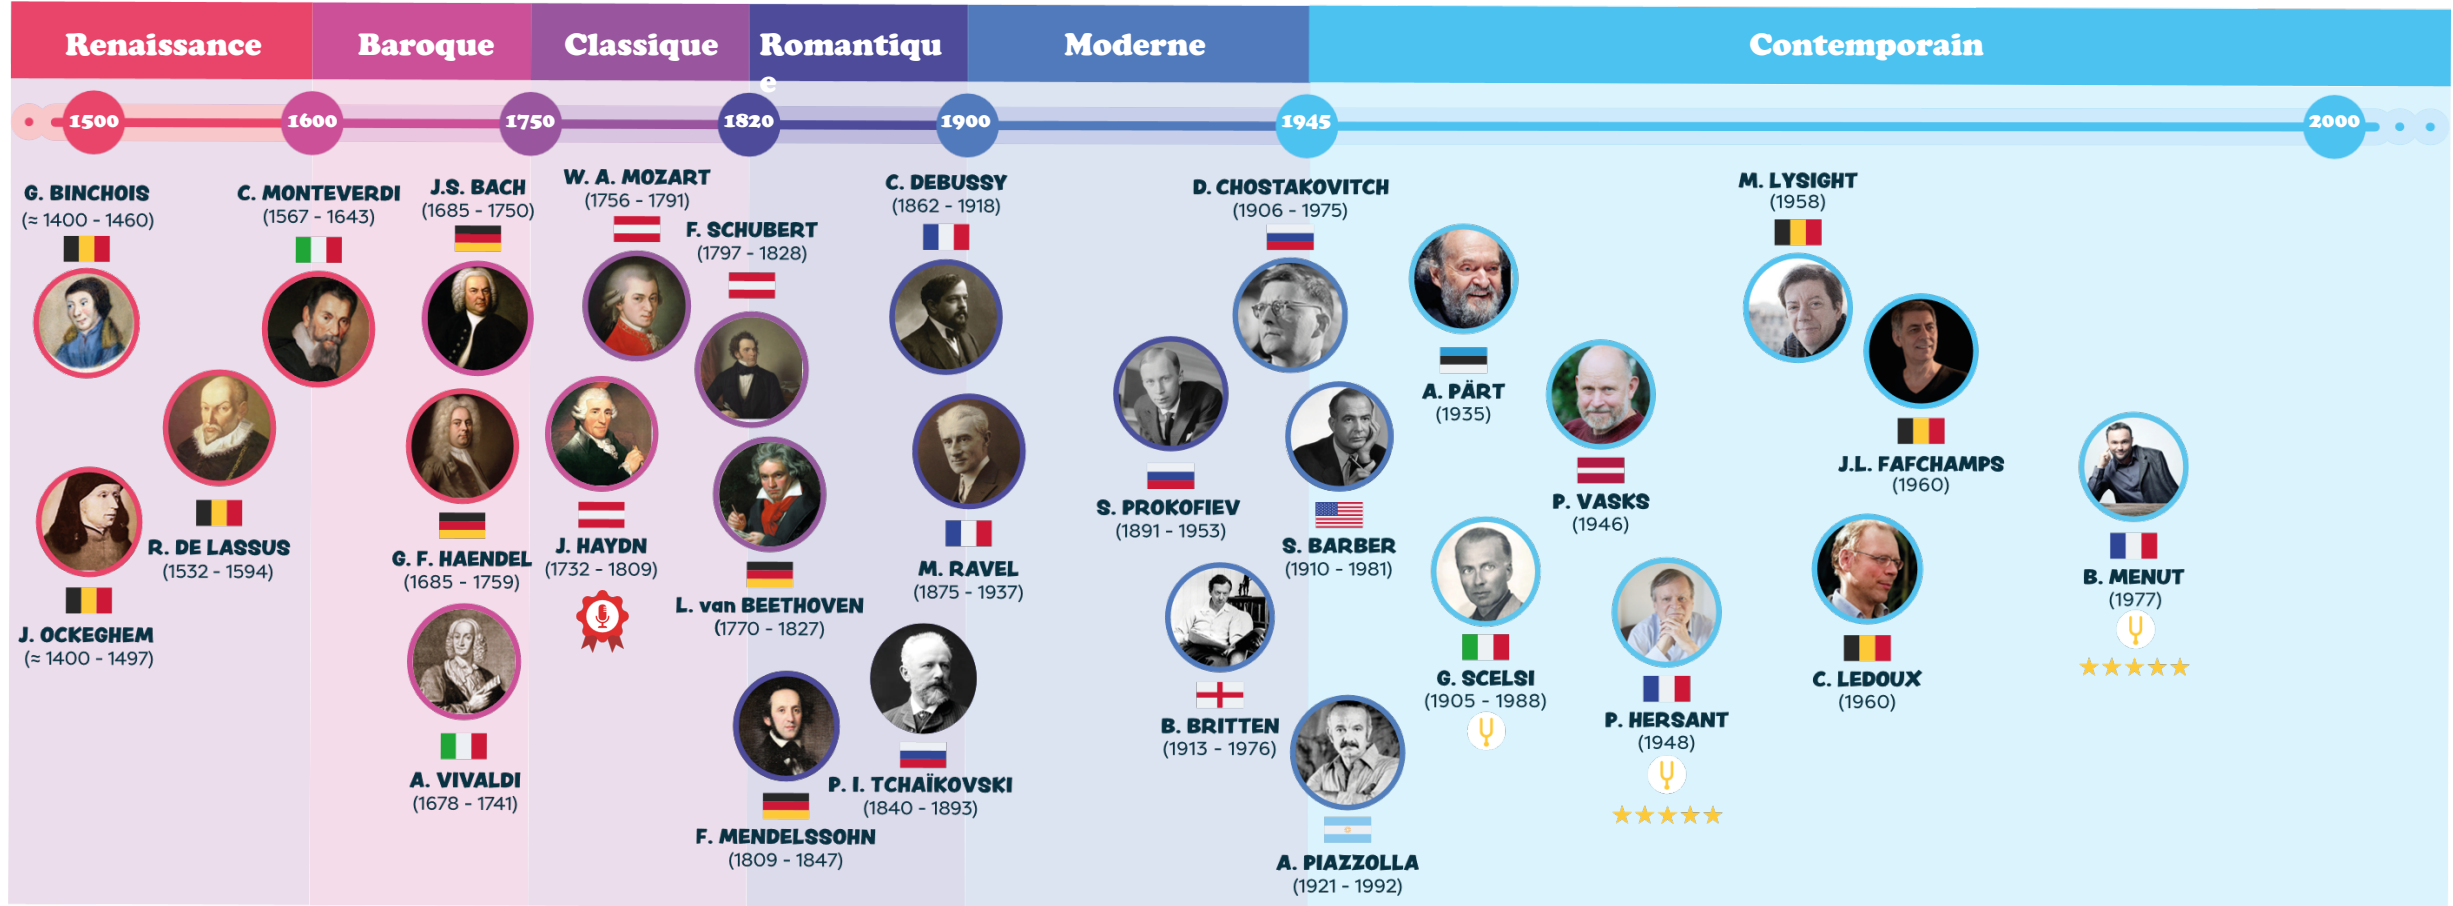 Renaissance
Baroque
Classique
Romantiqu
e
Moderne
Contemporain
1500
1600
1750
1820
1900
1945
2000
G. BINCHOIS
(≈ 1400 - 1460)
J. OCKEGHEM
(≈ 1400 - 1497)
R. DE LASSUS
(1532 - 1594)
C. MONTEVERDI
(1567 - 1643)
J.S. BACH
(1685 - 1750)
G. F. HAENDEL
(1685 - 1759)
A. VIVALDI
(1678 - 1741)
W. A. MOZART
(1756 - 1791)
J. HAYDN
(1732 - 1809)
F. SCHUBERT
(1797 - 1828)
L. van BEETHOVEN
(1770 - 1827)
F. MENDELSSOHN
(1809 - 1847)
C. DEBUSSY
(1862 - 1918)
M. RAVEL
(1875 - 1937)
P. I. TCHAÏKOVSKI
(1840 - 1893)
S. PROKOFIEV
(1891 - 1953)
D. CHOSTAKOVITCH
(1906 - 1975)
S. BARBER
(1910 - 1981)
B. BRITTEN
(1913 - 1976)
A. PIAZZOLLA
(1921 - 1992)
A. PÄRT
(1935)
G. SCELSI
(1905 - 1988)
P. VASKS
(1946)
P. HERSANT
(1948)
M. LYSIGHT
(1958)
J.L. FAFCHAMPS
(1960)
C. LEDOUX
(1960)
B. MENUT
(1977)